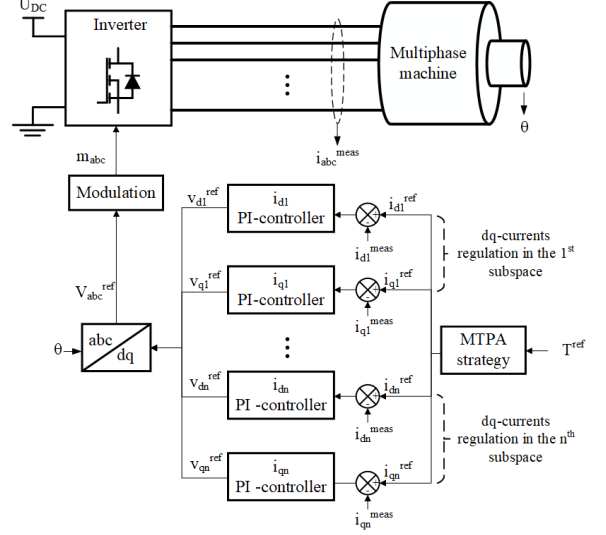 U_DC
Inverter
Multiphase
machine
θ
i_abc^meas
m_abc
Modulation
v_d1^ref
i_d1
PI-controller
+
-
i_d1^ref
i_d1^meas
dq-currents
regulation in the 1^st
subspace
V_abc^ref
v_q1^ref
i_q1
PI-controller
+
-
i_q1^ref
i_q1^meas
θ
abc
dq
MTPA
strategy
T^ref
v_dn^ref
i_dn
PI -controller
+
-
i_dn^ref
i_dn^meas
dq-currents
regulation in the n^th
subspace
v_qn^ref
i_qn
PI -controller
+
-
i_qn^ref
i_qn^meas